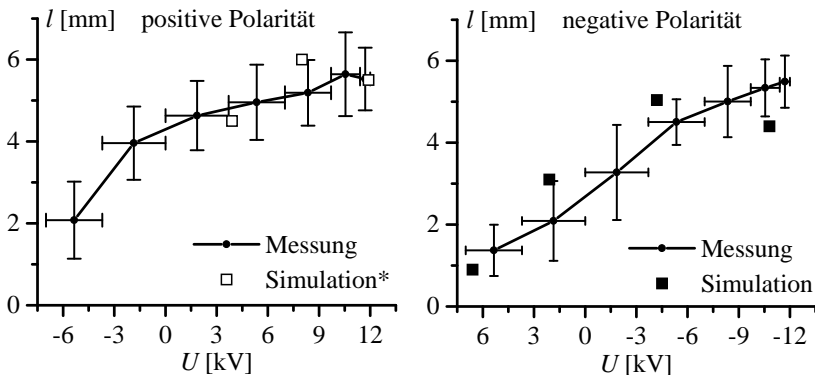 l [mm] positive Polarität
6
4
2
0
Messung
Simulation*
-6 -3 0 3 6 9 12
U [kV]
l [mm] negative Polarität
6
4
2
0
Messung
Simulation
6 3 0 -3 -6 -9 -12
U [kV]